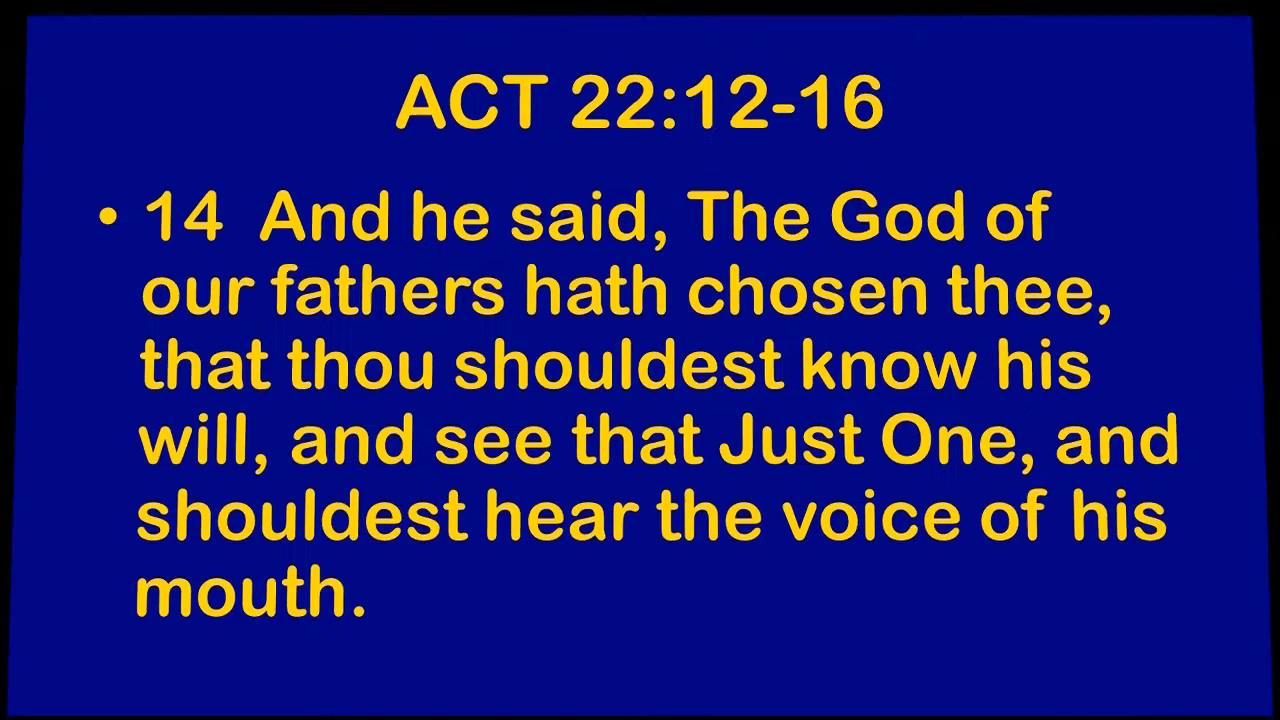 ACT 22:12-16
• 14 And he said, The God of
our fathers hath chosen thee,
that thou shouldest know his
will, and see that Just One, and
shouldest hear the voice of his
mouth.